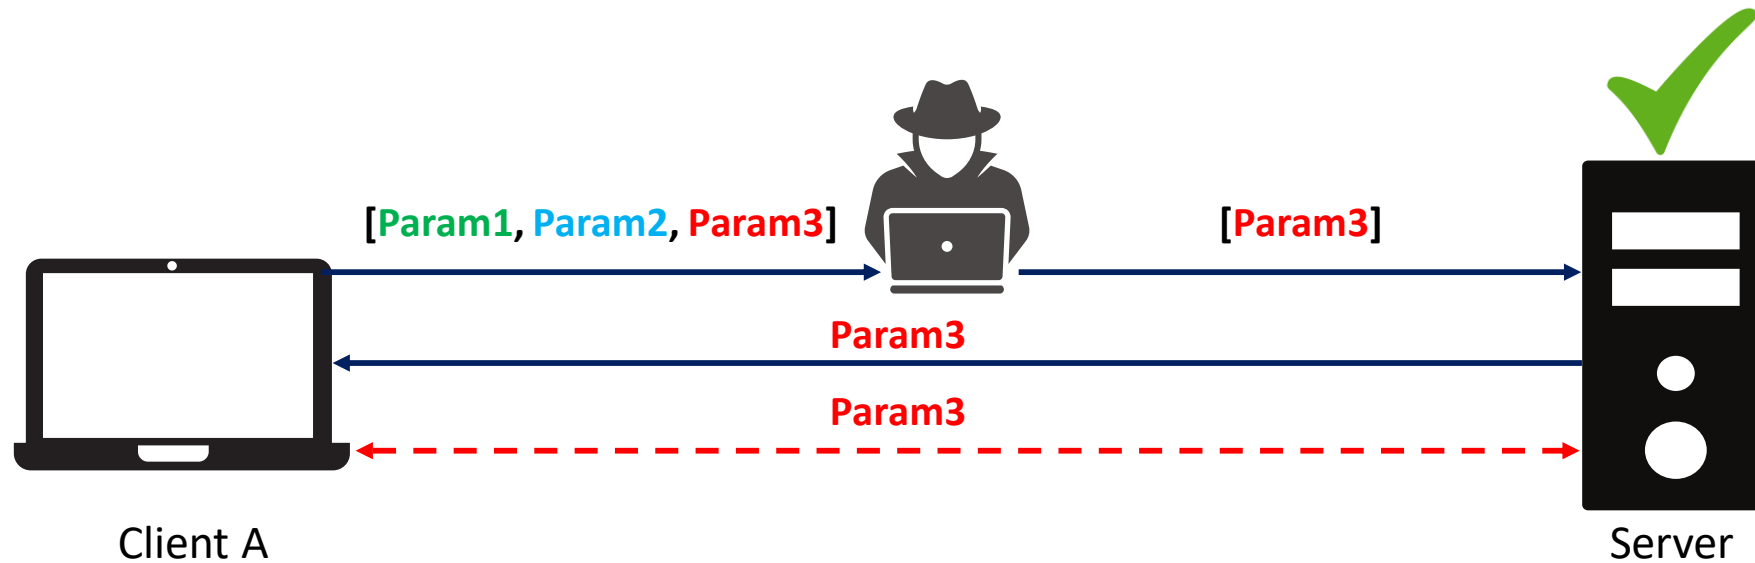 [Param1, Param2, Param3]
[Param3]
Param3
Param3
Client A
Server